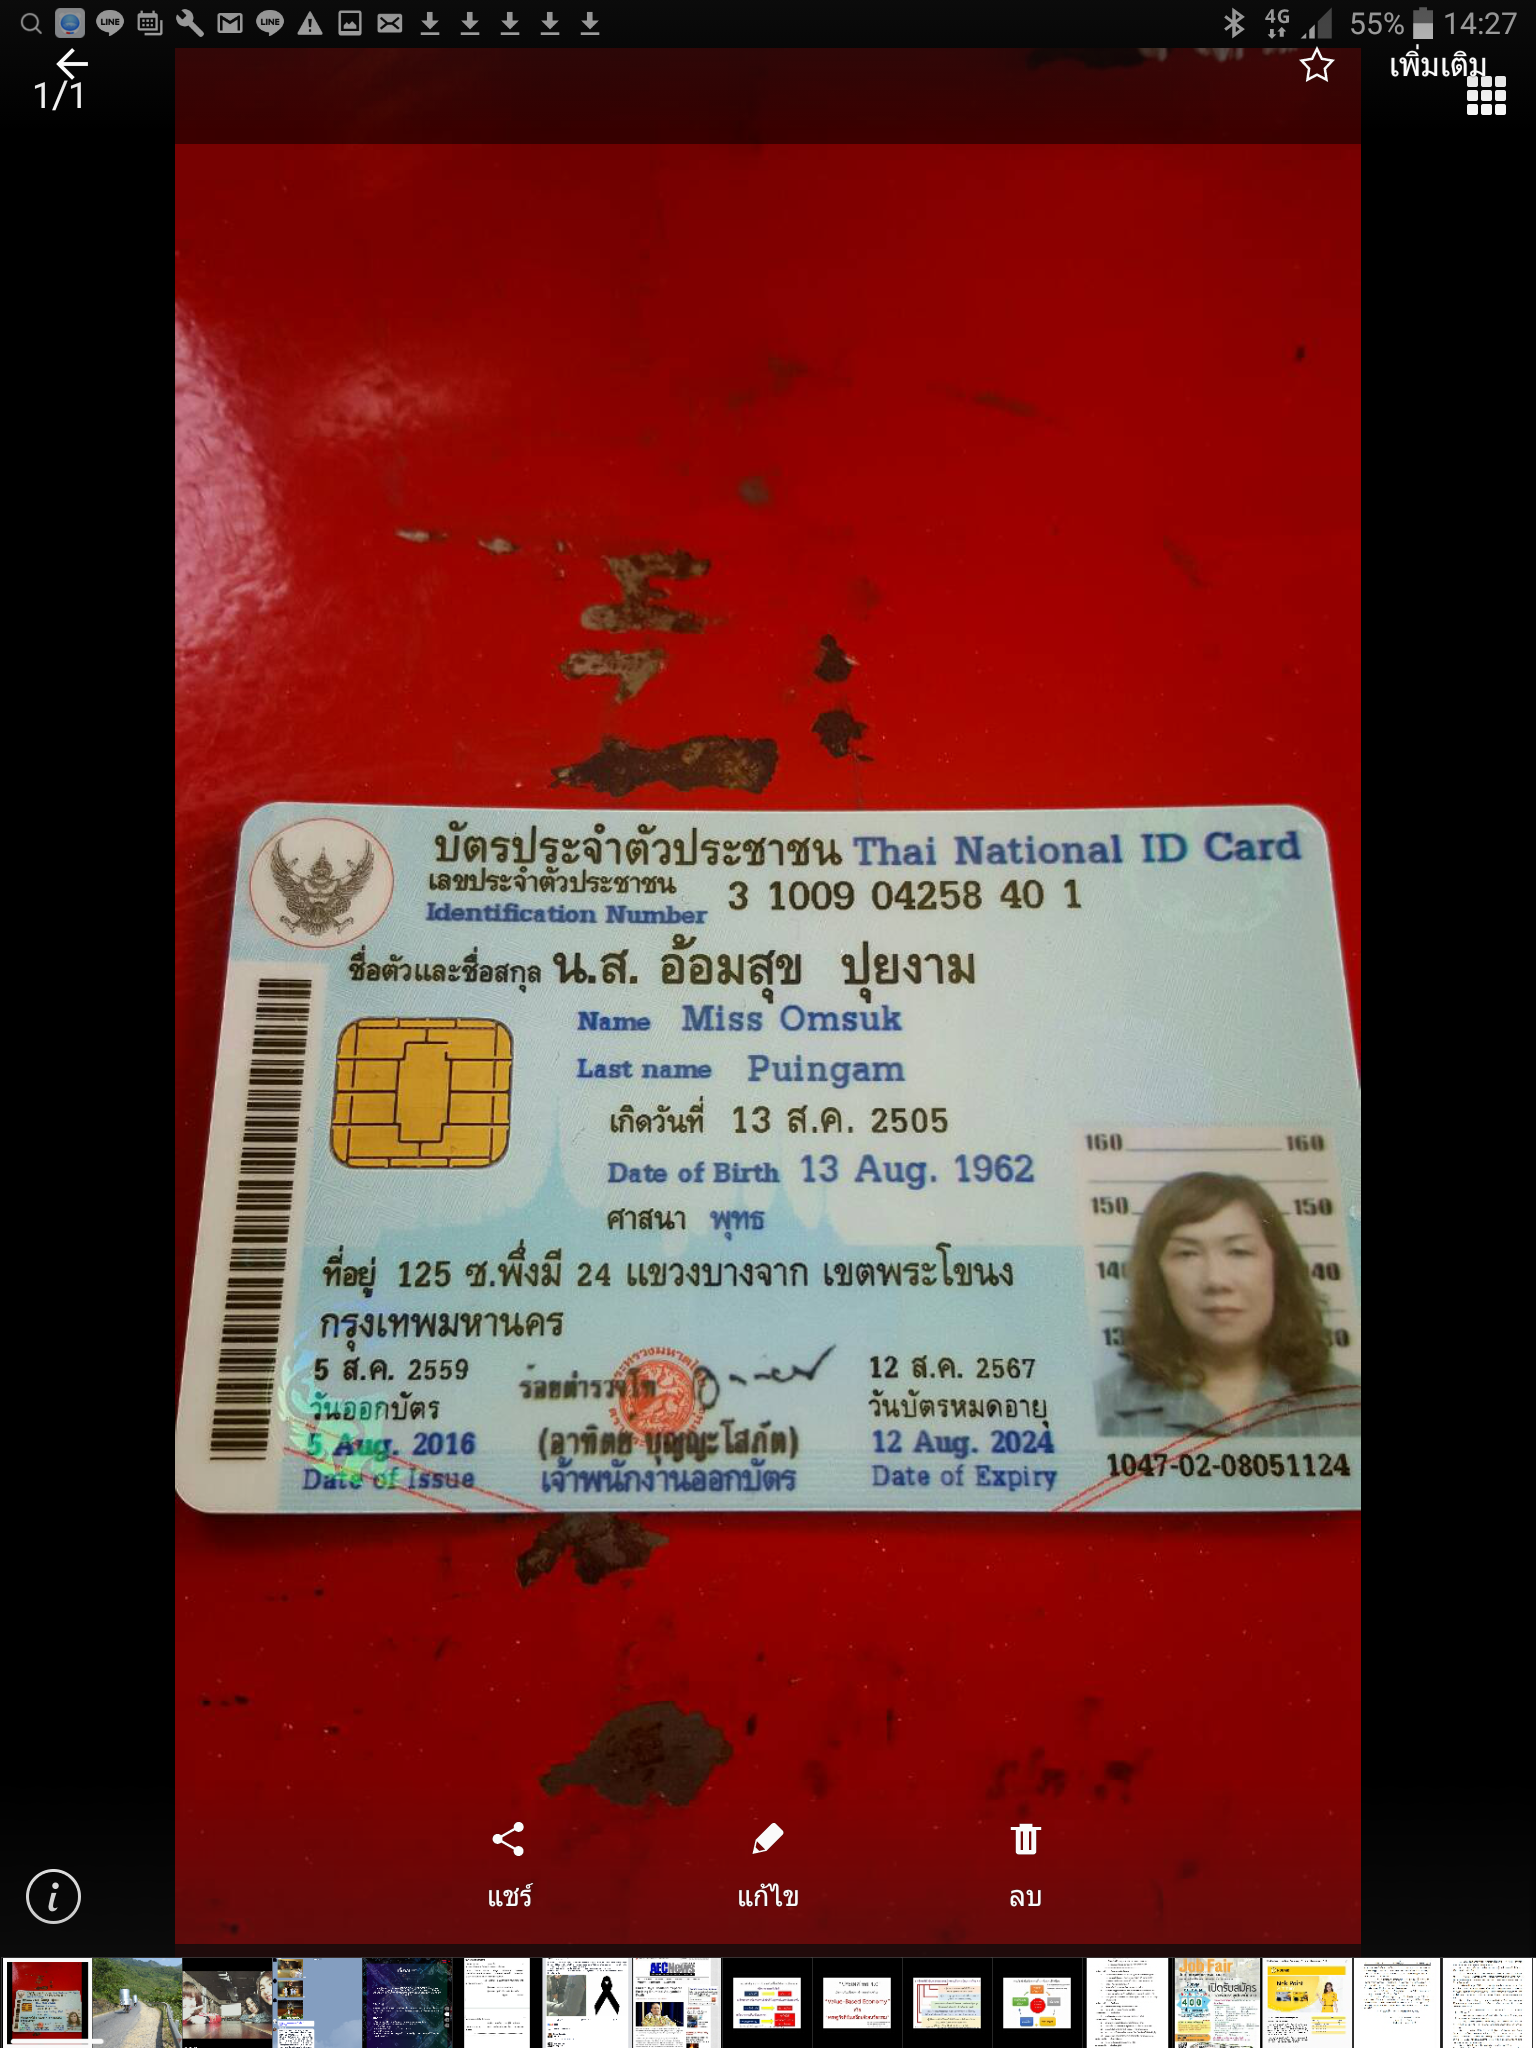 55% 14:27
1/1
เพิ่มเติม
บัตรประจำตัวประชาชน Thai National ID Card
เลขประจำตัวประชาชน
Identification Number 3 1009 04258 40 1
ชื่อตัวและชื่อสกุล น.ส. อ้อมสุข ปุยงาม
Name Miss Omsuk
Last name Puingam
เกิดวันที่ 13 ส.ค. 2505
Date of Birth 13 Aug. 1962
ศาสนา พุทธ
ที่อยู่ 125 ซ.พึ่งมี 24 แขวงบางจาก เขตพระโขนง
กรุงเทพมหานคร
5 ส.ค. 2559
วันออกบัตร
5 Aug. 2016
Date of Issue
ร้อยตำรวจโท
(อาทิตย์ บุญญะโสภัต)
เจ้าพนักงานออกบัตร
12 ส.ค. 2567
วันบัตรหมดอายุ
12 Aug. 2024
Date of Expiry
160 160
150 150
1047-02-08051124
แชร์
แก้ไข
ลบ